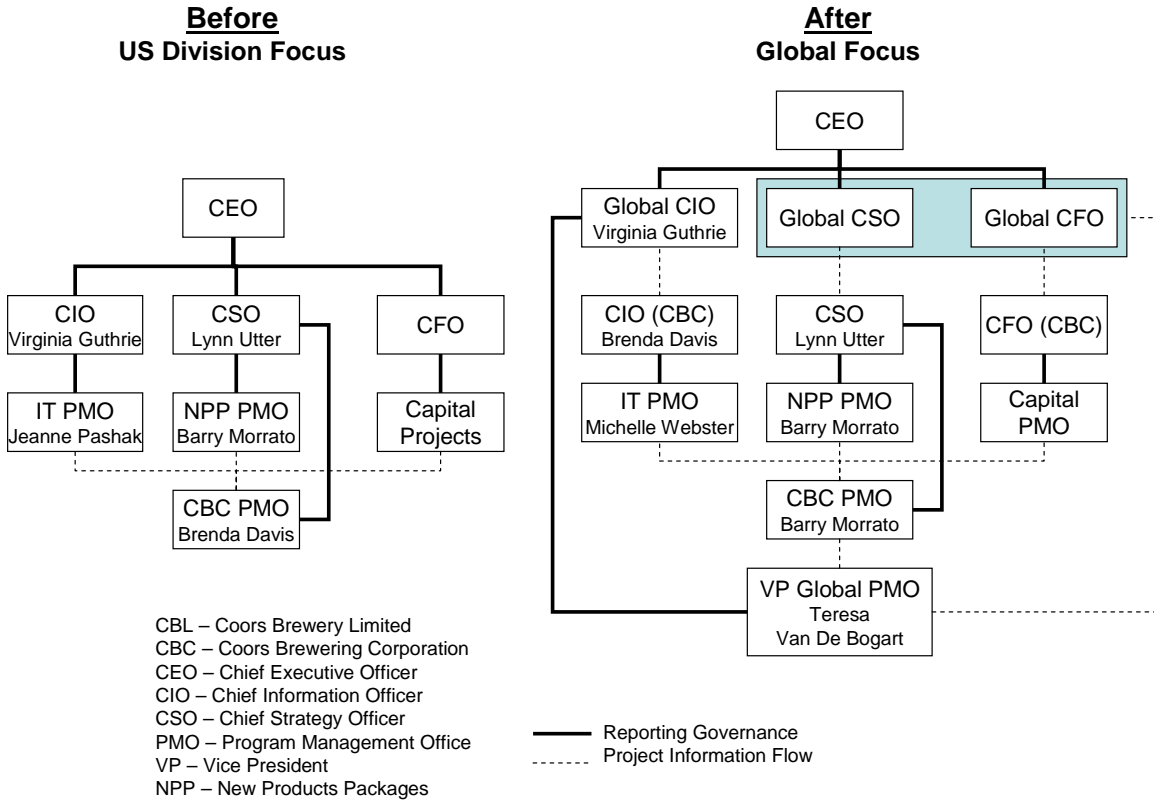 Before
US Division Focus
CEO
CIO
Virginia Guthrie
CSO
Lynn Utter
CFO
IT PMO
Jeanne Pashak
NPP PMO
Barry Morrato
Capital
Projects
CBC PMO
Brenda Davis
After
Global Focus
CEO
Global CIO
Virginia Guthrie
Global CSO
Global CFO
CIO (CBC)
Brenda Davis
CSO
Lynn Utter
CFO (CBC)
IT PMO
Michelle Webster
NPP PMO
Barry Morrato
Capital
PMO
CBC PMO
Barry Morrato
VP Global PMO
Teresa
Van De Bogart
CBL – Coors Brewery Limited
CBC – Coors Brewering Corporation
CEO – Chief Executive Officer
CIO – Chief Information Officer
CSO – Chief Strategy Officer
PMO – Program Management Office
VP – Vice President
NPP – New Products Packages
Reporting Governance
Project Information Flow